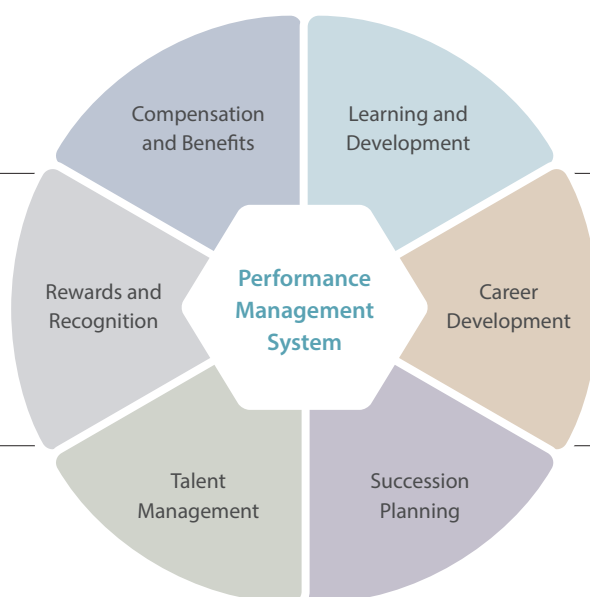 Compensation
and Benefits
Learning and
Development
Rewards and
Recognition
Performance
Management
System
Career
Development
Talent
Management
Succession
Planning